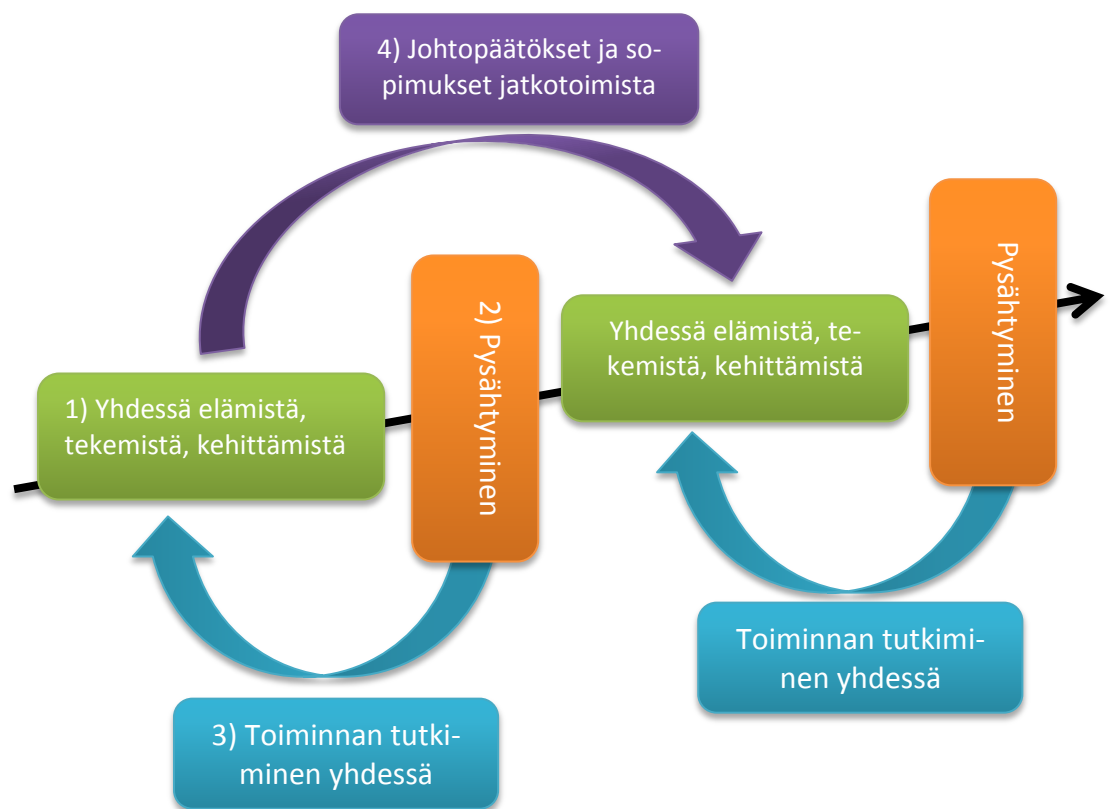 4) Johtopäätökset ja so-
pimukset jatkotoimista
1) Yhdessä elämistä,
tekemistä, kehittämistä
2) Pysähtyminen
3) Toiminnan tutki-
minen yhdessä
Yhdessä elämistä, te-
kemistä, kehittämistä
Pysähtyminen
Toiminnan tutkimi-
nen yhdessä